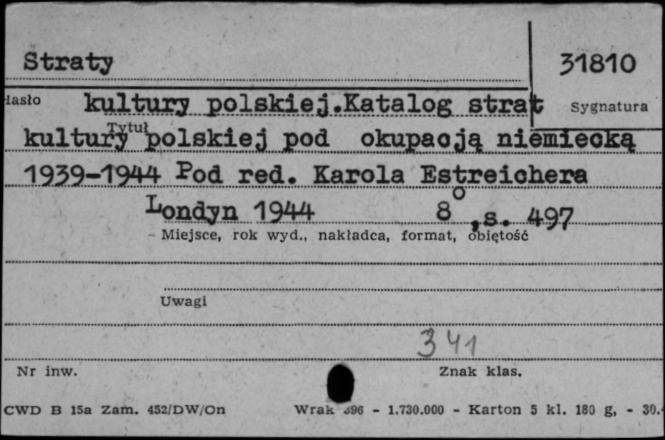 Straty
31810
Hasło kultury polskiej.Katalog strat Sygnatura
Tytuł
kultury polskiej pod okupacją niemiecką
1939-1944 Pod red. Karola Estreichera
Londyn 1944 8°,s. 497
Miejsce, rok wyd., nakładca, format, objętość
Uwagi
341
Nr inw. Znak klas.
CWD B 15a Zam. 452/DW/On Wrak 396 - 1.730.000 - Karton 5 kl. 180 g, - 30.